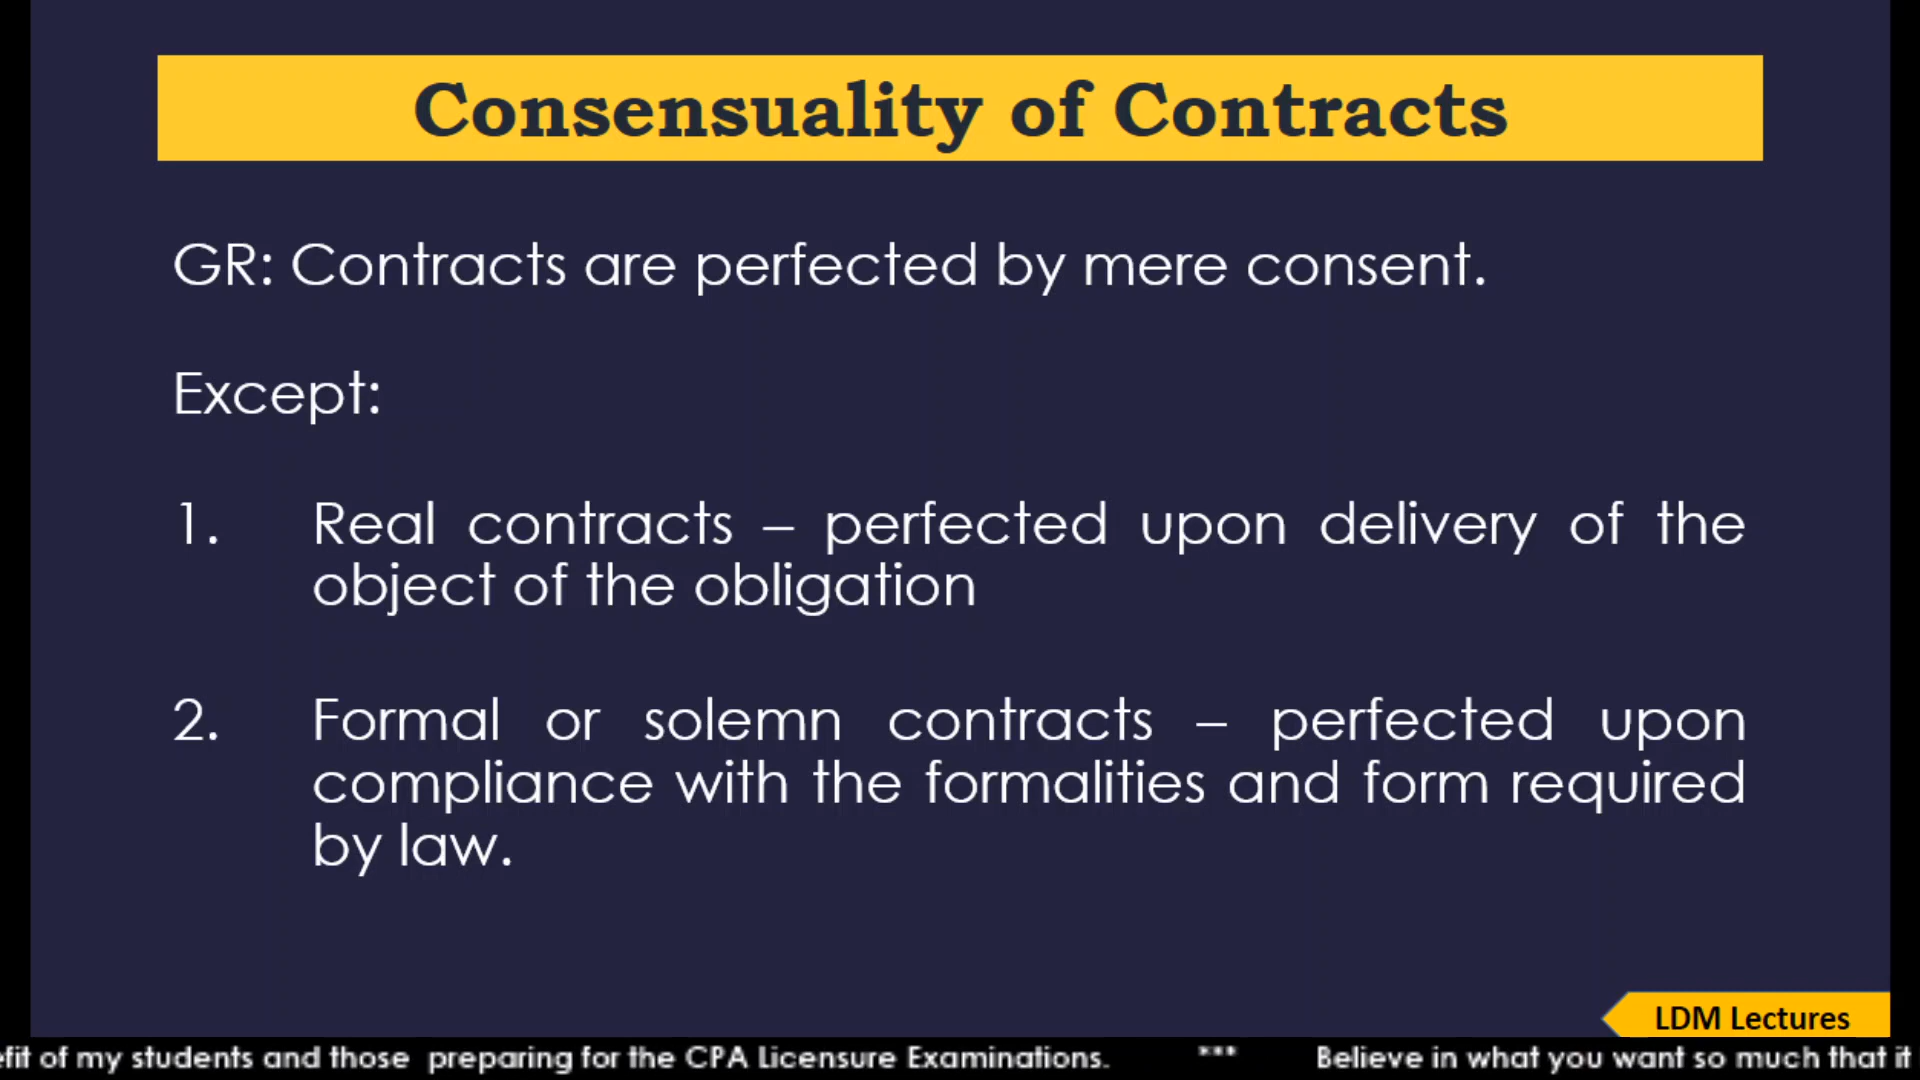 Consensuality of Contracts
GR: Contracts are perfected by mere consent.
Except:
1. Real contracts – perfected upon delivery of the
object of the obligation
2. Formal or solemn contracts – perfected upon
compliance with the formalities and form required
by law.
LDM Lectures
of my students and those preparing for the CPA Licensure Examinations. *** Believe in what you want so much that it